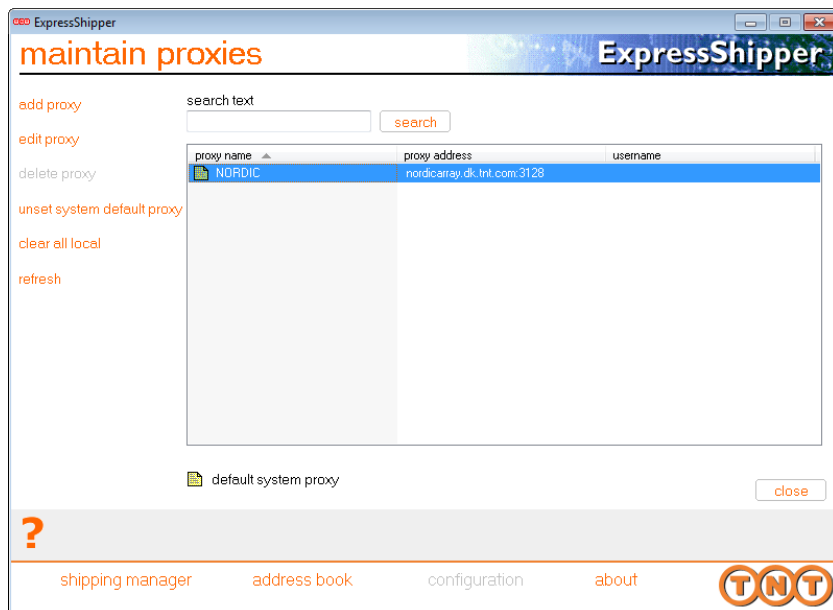 ExpressShipper
maintain proxies
ExpressShipper
add proxy
edit proxy
delete proxy
unset system default proxy
clear all local
refresh
search text
search
proxy name proxy address username
NORDIC nordicarray.dk.tnt.com:3128
default system proxy
close
?
shipping manager address book configuration about
TNT